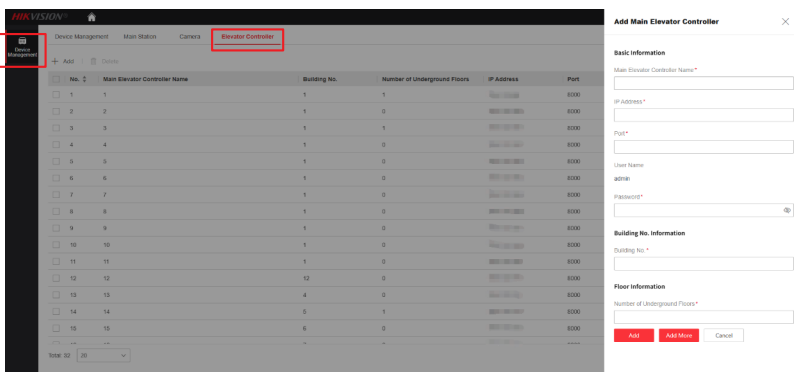 HIKVISION®
Device Management
Device Management Main Station Camera Elevator Controller
+ Add Delete
No. Main Elevator Controller Name Building No. Number of Underground Floors IP Address Port
1 1 1 1 8000
2 2 1 0 8000
3 3 1 1 8000
4 4 1 0 8000
5 5 1 0 8000
6 6 1 0 8000
7 7 1 0 8000
8 8 1 0 8000
9 9 1 0 8000
10 10 1 0 8000
11 11 1 0 8000
12 12 12 0 8000
13 13 4 0 8000
14 14 8000
15 15 6 0 8000
Total: 32 20
Add Main Elevator Controller
Basic Information
Main Elevator Controller Name*
IP Address*
Port*
User Name
admin
Password*
Building No. Information
Building No.*
Floor Information
Number of Underground Floors*
Add Add More Cancel